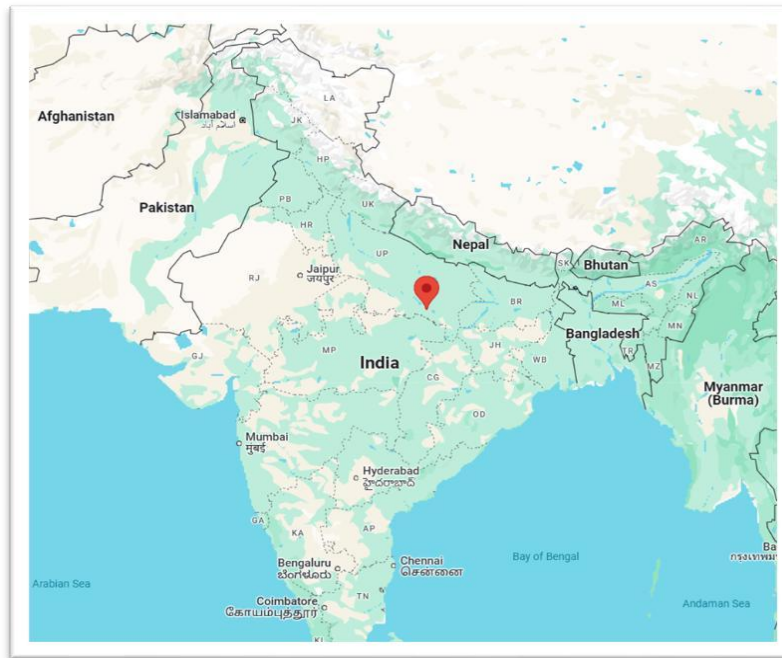 Afghanistan
Islamabad
اسلام آباد
LA
JK
HP
Pakistan
PB
HR
UK
UP
Nepal
SK
Bhutan
AR
AS
NL
ML
MN
RJ
Jaipur
जयपुर
BR
Bangladesh
TR
MZ
GJ
MP
India
JH
WB
CG
OD
Myanmar
(Burma)
Mumbai
मुंबई
Hyderabad
హైదరాబాద్
GA
KA
AP
Bengaluru
ಬೆಂಗಳೂರು
Chennai
சென்னை
Bay of Bengal
Arabian Sea
Andaman Sea
Coimbatore
கோயம்புத்தூர்
TN
KL
Ba